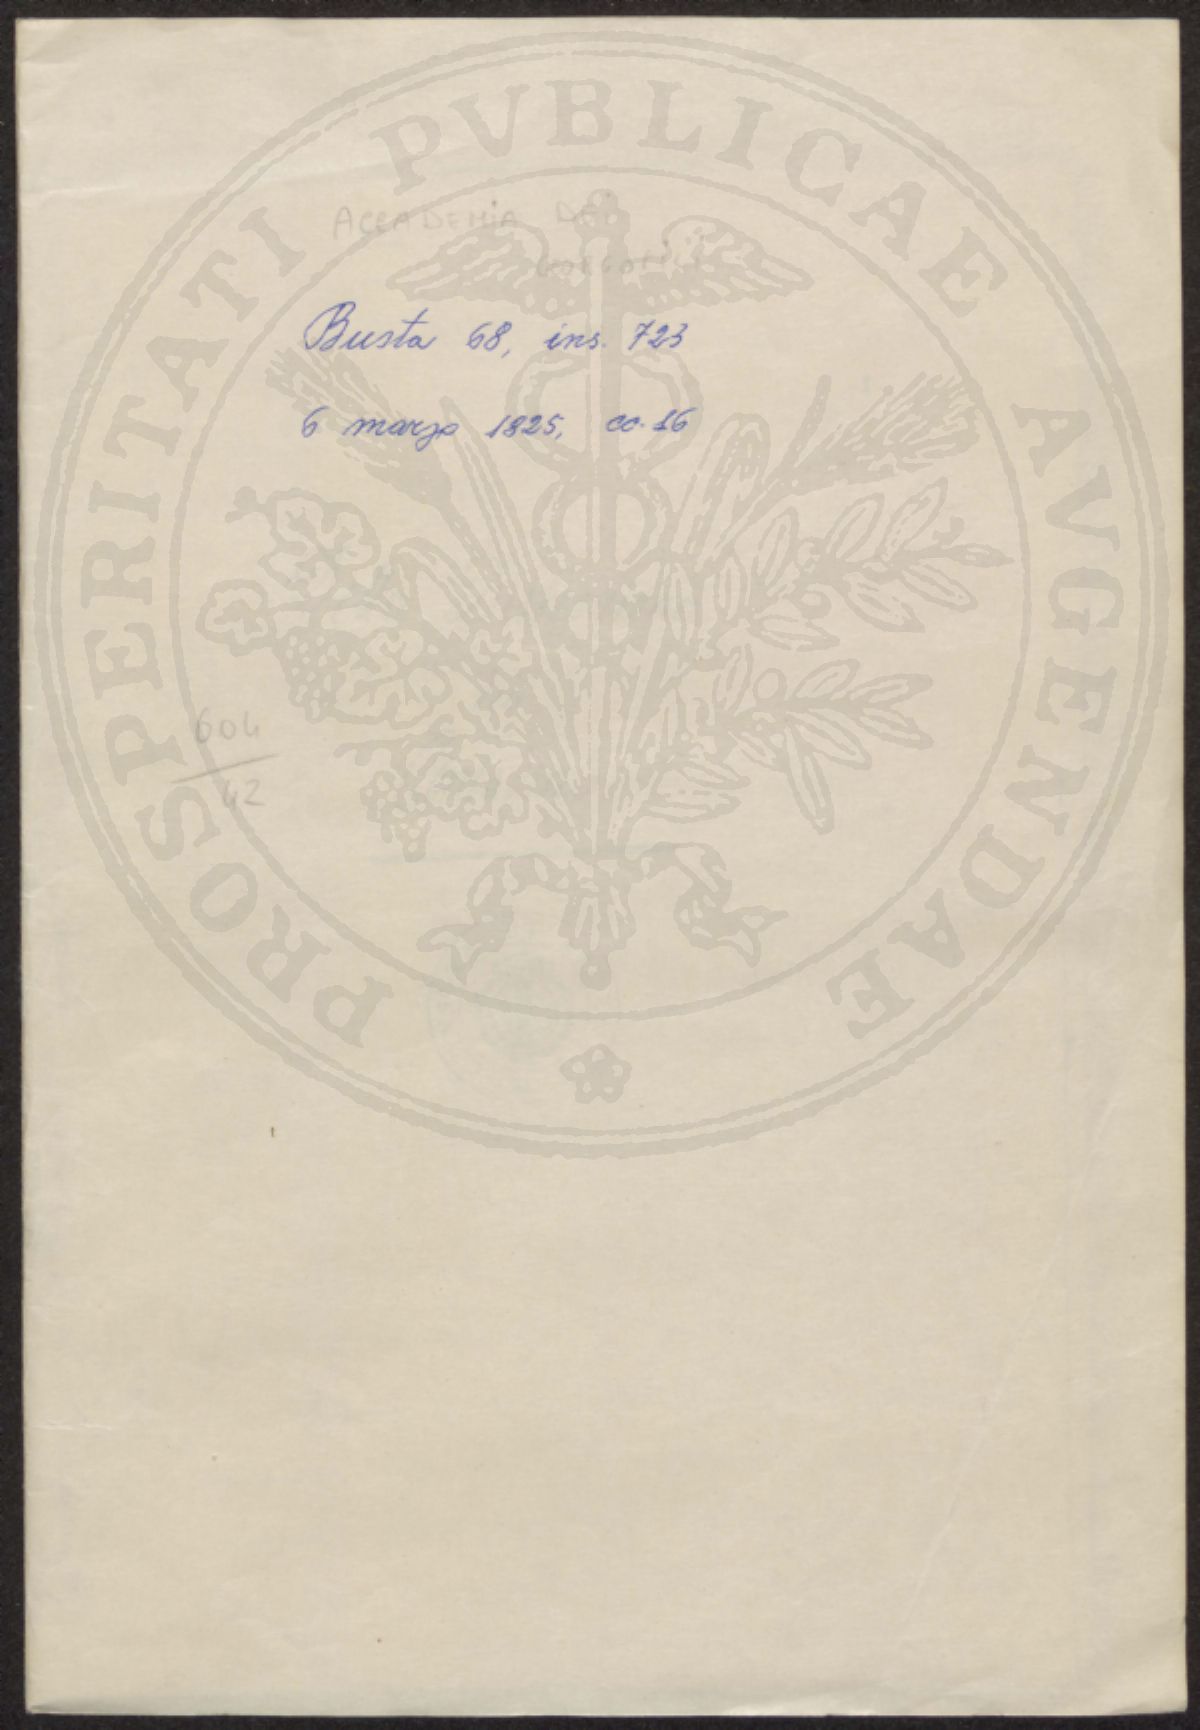 PROSPERITATI PVBLICAE AVGENDAE
ACCADEMIA DEI
Busta 68, ins. 723
6 marzo 1825, cc. 16
604
42